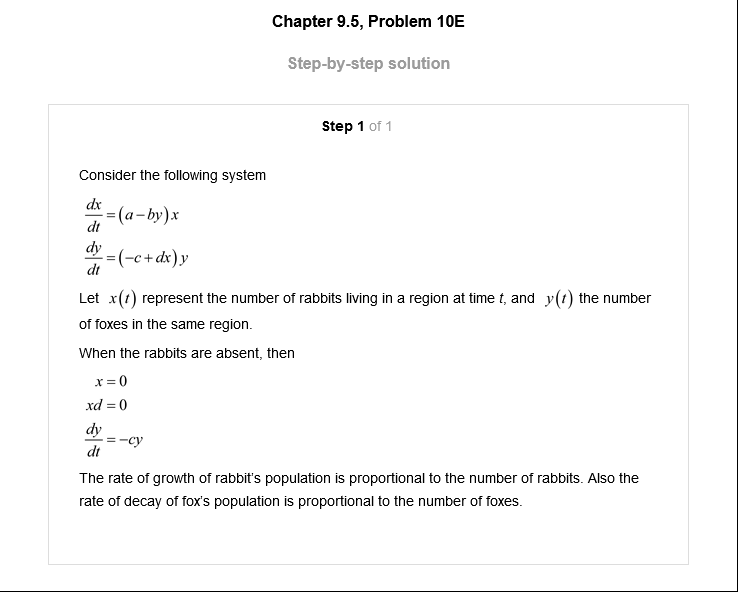 Chapter 9.5, Problem 10E
Step-by-step solution
Step 1 of 1
Consider the following system
dx/dt = (a − by)x
dy/dt = (−c + dx)y
Let x(t) represent the number of rabbits living in a region at time t, and y(t) the number
of foxes in the same region.
When the rabbits are absent, then
x = 0
xd = 0
dy/dt = −cy
The rate of growth of rabbit's population is proportional to the number of rabbits. Also the
rate of decay of fox's population is proportional to the number of foxes.